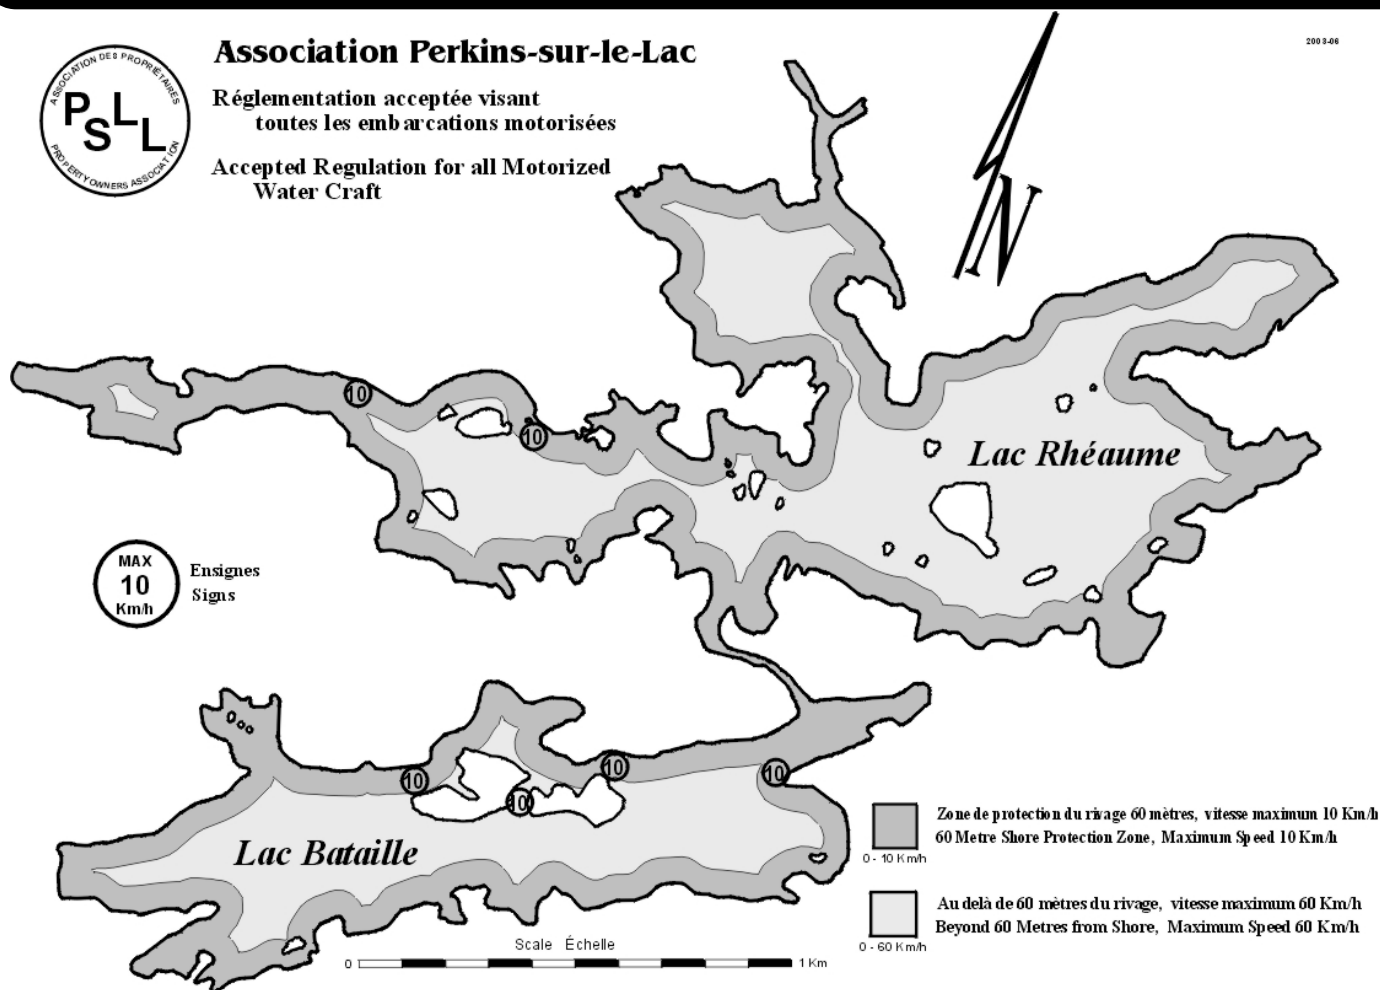 Association Perkins-sur-le-Lac
2003-06
ASSOCIATION DES PROPRIÉTAIRES
PSLL
PROPERTY OWNERS ASSOCIATION
Réglementation acceptée visant
toutes les embarcations motorisées
Accepted Regulation for all Motorized
Water Craft
N
10
10
Lac Rhéaume
MAX
10
Km/h
Ensignes
Signs
10
10
10
10
Lac Bataille
Zone de protection du rivage 60 mètres, vitesse maximum 10 Km/h
60 Metre Shore Protection Zone, Maximum Speed 10 Km/h
0 - 10 Km/h
Au delà de 60 mètres du rivage, vitesse maximum 60 Km/h
Beyond 60 Metres from Shore, Maximum Speed 60 Km/h
0 - 60 Km/h
Scale Échelle
0 1 Km